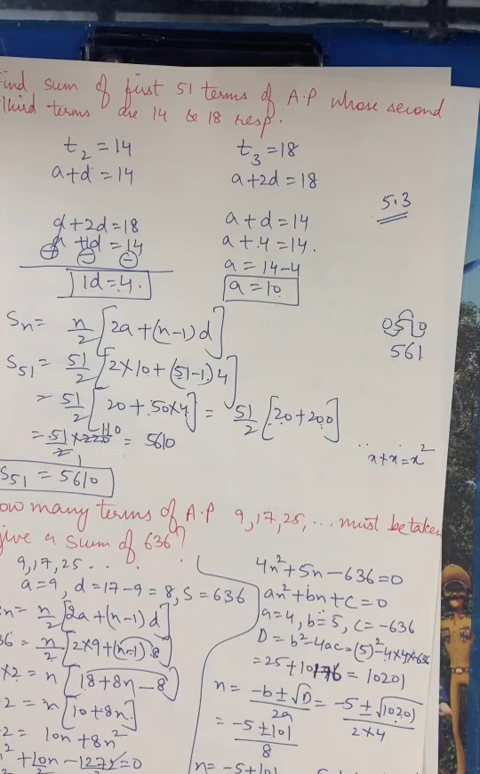 ind sum of first 51 terms of A.P whose second
third terms are 14 & 18 resp.
t₂ = 14
a+d = 14
t₃ = 18
a+2d = 18
5.3
a+2d = 18
a+1d = 14
1d = 4.
a+d = 14
a+4 = 14.
a = 14-4
a = 10
Sn = n/2 [2a+(n-1)d]
S51 = 51/2 [2×10+(51-1)4]
= 51/2 [20+50×4] = 51/2 [20+200]
= 51/2 × 220 110 = 5610
S51 = 5610
561
x+x=x²
ow many terms of A.P 9,17,25,... must be taken
give a sum of 636?
9,17,25...
a=9, d=17-9=8, S=636
n = n/2 [2a+(n-1)d]
36 = n/2 [2×9+(n-1)8]
×2 = n [18+8n-8]
2 = n [10+8n]
2 = 10n+8n²
n²+10n-1272=0
4n²+5n-636=0
an²+bn+c=0
a=4, b=5, c=-636
D=b²-4ac=(5)²-4×4×-636
=25+10176=10201
n = -b±√D/2a = -5±√10201/2×4
= -5±101/8
n = -5+101